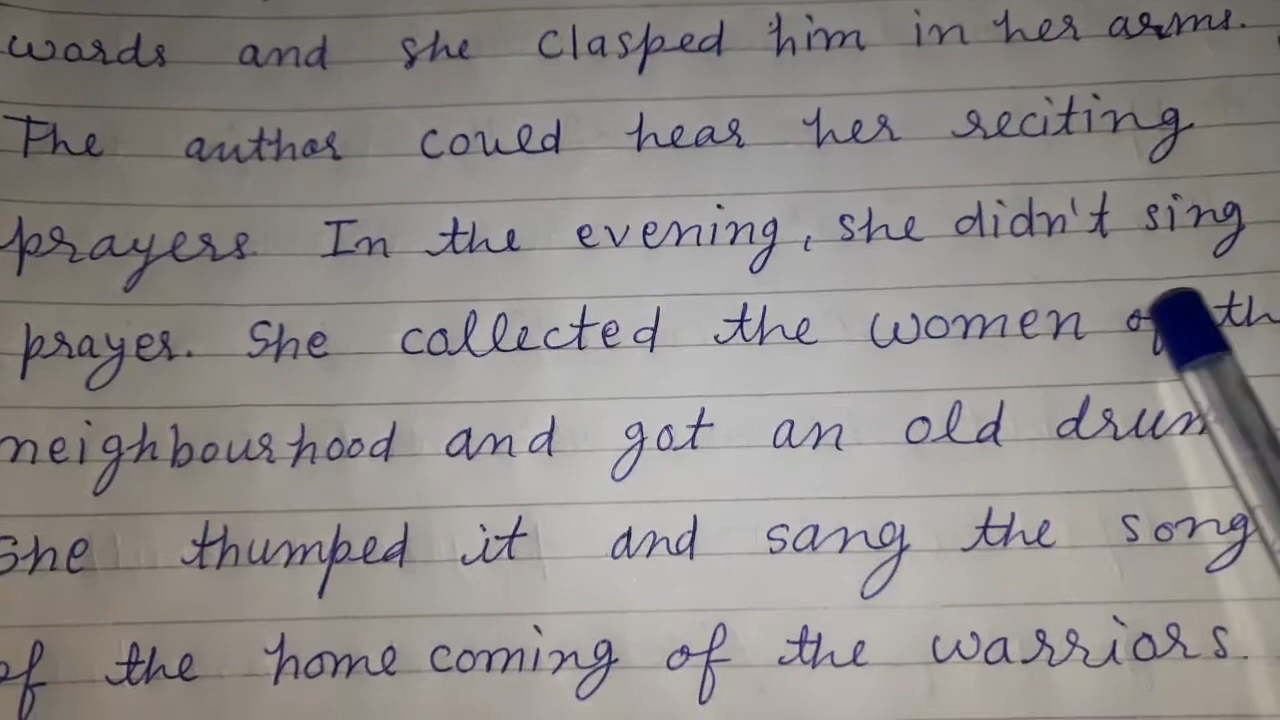 words and she clasped him in her arms.
The author could hear her reciting
prayers. In the evening, she didn't sing
prayer. She collected the women of th
neighbourhood and got an old drum
She thumped it and sang the song
of the home coming of the warriors.